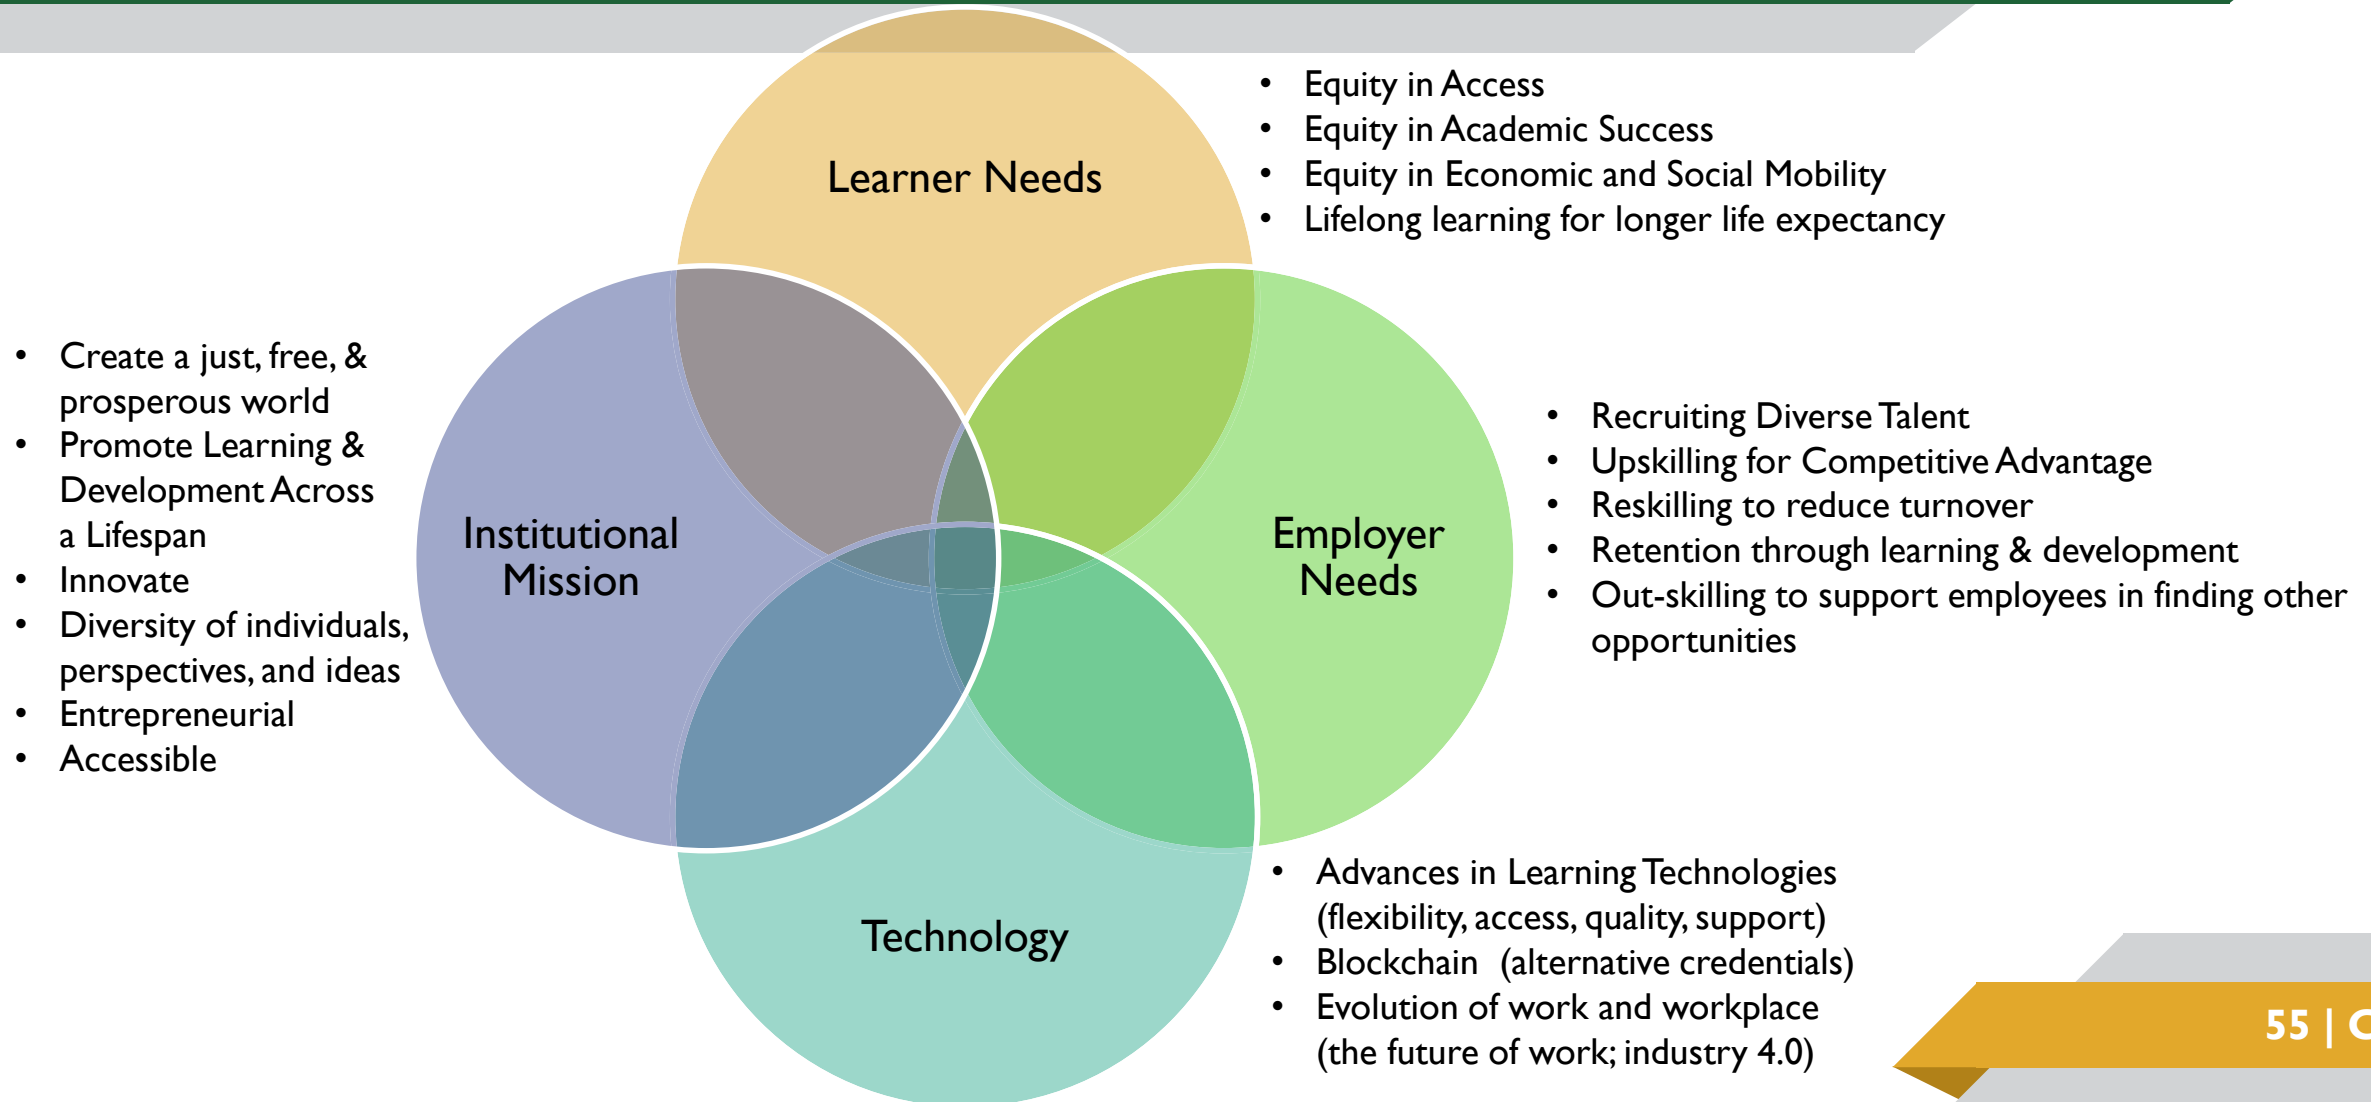 Learner Needs
• Equity in Access
• Equity in Academic Success
• Equity in Economic and Social Mobility
• Lifelong learning for longer life expectancy
• Create a just, free, &
prosperous world
• Promote Learning &
Development Across
a Lifespan
• Innovate
• Diversity of individuals,
perspectives, and ideas
• Entrepreneurial
• Accessible
Institutional
Mission
Employer
Needs
• Recruiting Diverse Talent
• Upskilling for Competitive Advantage
• Reskilling to reduce turnover
• Retention through learning & development
• Out-skilling to support employees in finding other
opportunities
Technology
• Advances in Learning Technologies
(flexibility, access, quality, support)
• Blockchain (alternative credentials)
• Evolution of work and workplace
(the future of work; industry 4.0)
55 |